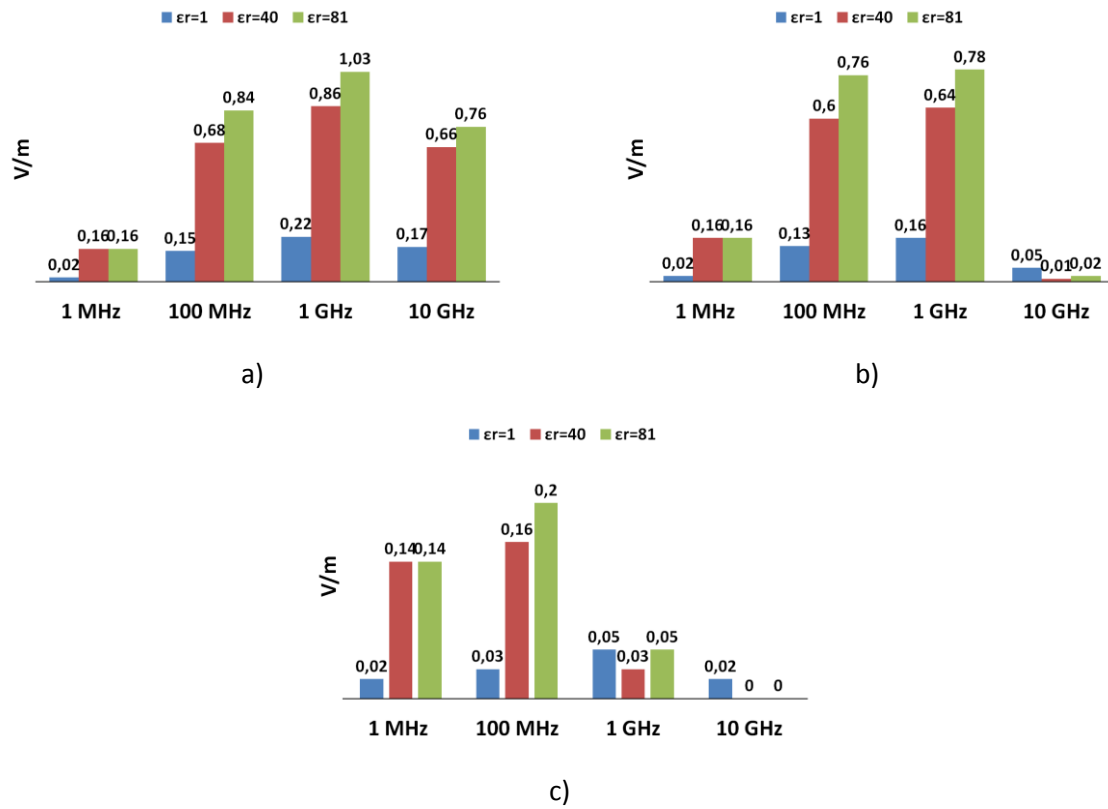 εr=1 εr=40 εr=81
V/m
0,02 0,16 0,16 0,15 0,68 0,84 0,22 0,86 1,03 0,17 0,66 0,76
1 MHz 100 MHz 1 GHz 10 GHz
a)
εr=1 εr=40 εr=81
V/m
0,02 0,16 0,16 0,13 0,6 0,76 0,16 0,64 0,78 0,05 0,01 0,02
1 MHz 100 MHz 1 GHz 10 GHz
b)
εr=1 εr=40 εr=81
V/m
0,02 0,14 0,14 0,03 0,16 0,2 0,05 0,03 0,05 0,02 0 0
1 MHz 100 MHz 1 GHz 10 GHz
c)